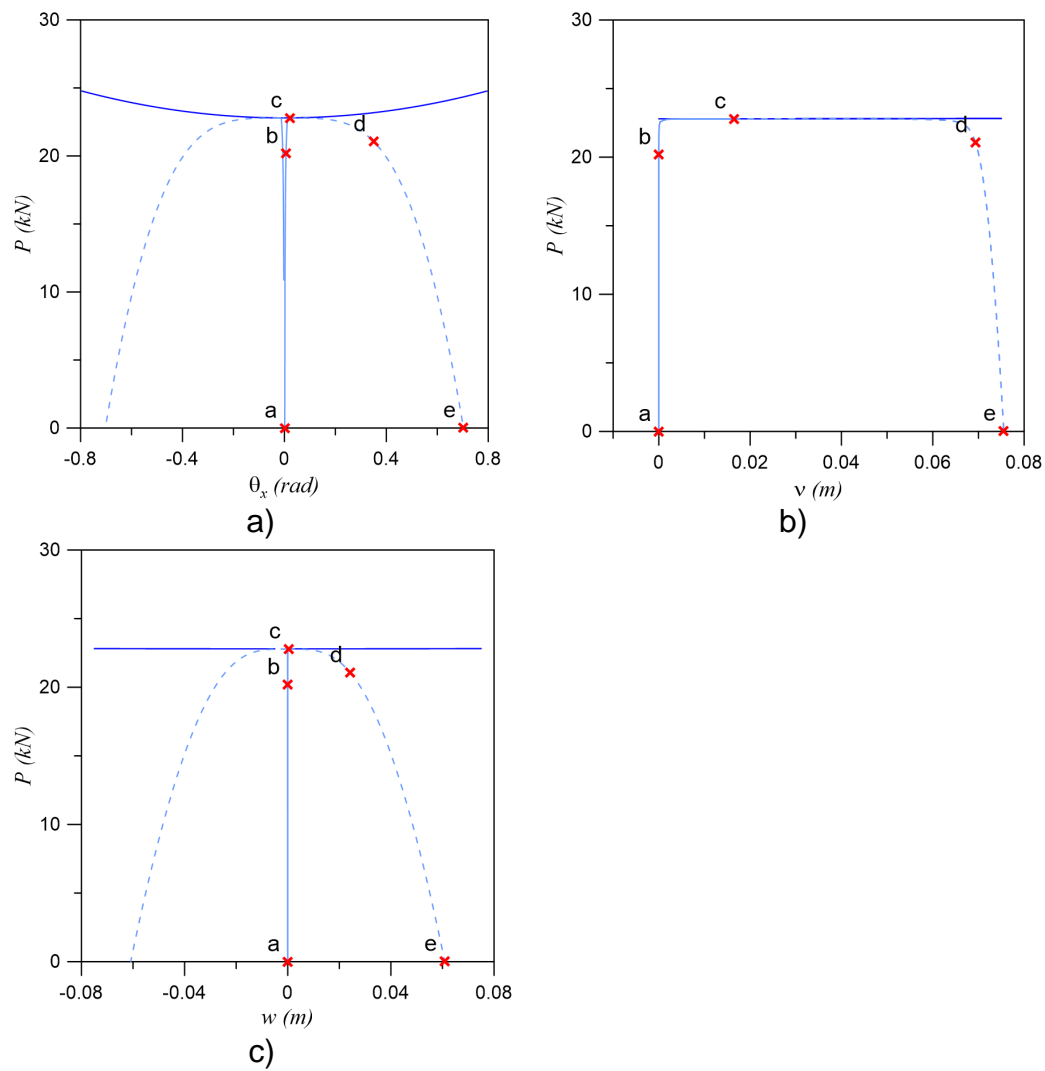 30
20
10
0
P (kN)
c
b
d
a
e
-0.8 -0.4 0 0.4 0.8
θx (rad)
a)
30
20
10
0
P (kN)
c
b
d
a
e
0 0.02 0.04 0.06 0.08
ν (m)
b)
30
20
10
0
P (kN)
c
b
d
a
e
-0.08 -0.04 0 0.04 0.08
w (m)
c)